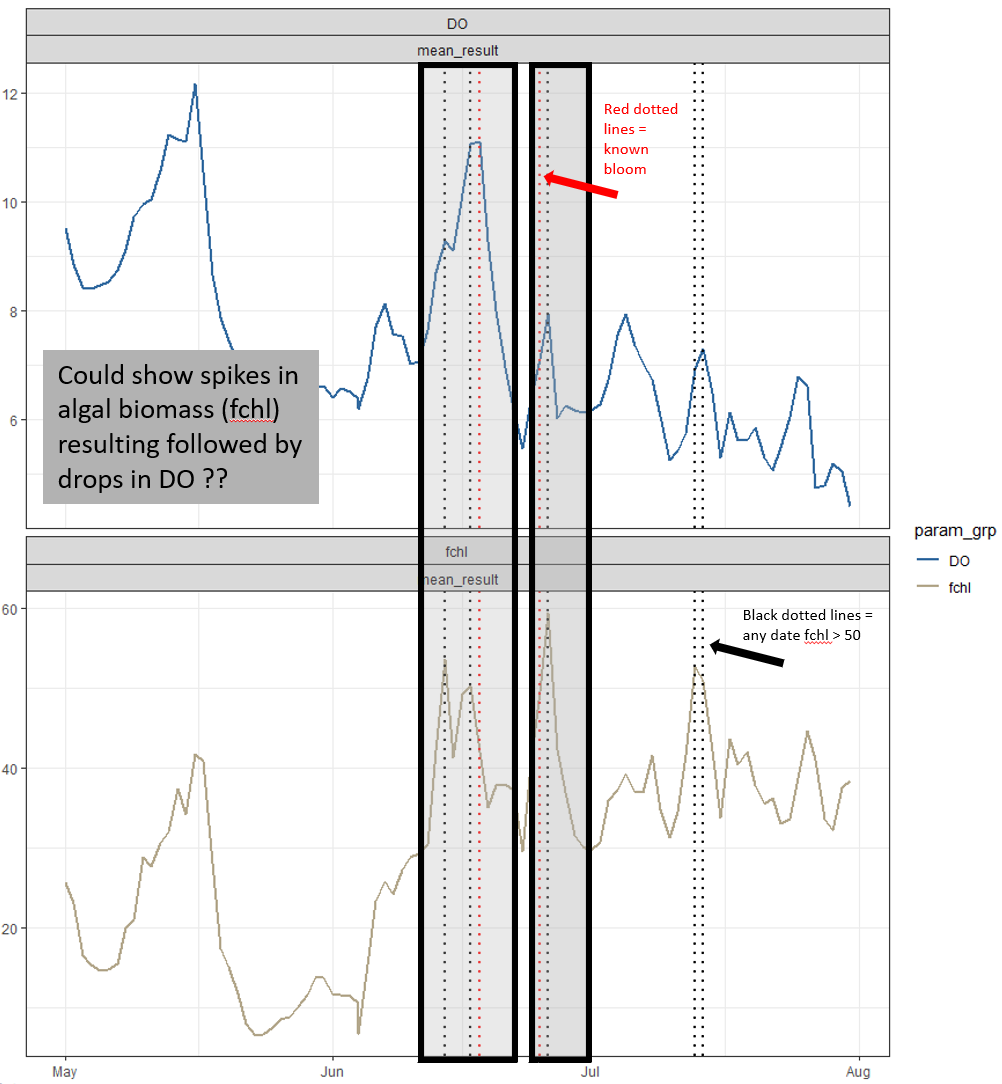 DO
mean_result
12
10
8
6
Red dotted
lines =
known
bloom
Could show spikes in
algal biomass (fchl)
resulting followed by
drops in DO ??
fchl
mean_result
60
40
20
Black dotted lines =
any date fchl > 50
May
Jun
Jul
Aug
param_grp
DO
fchl